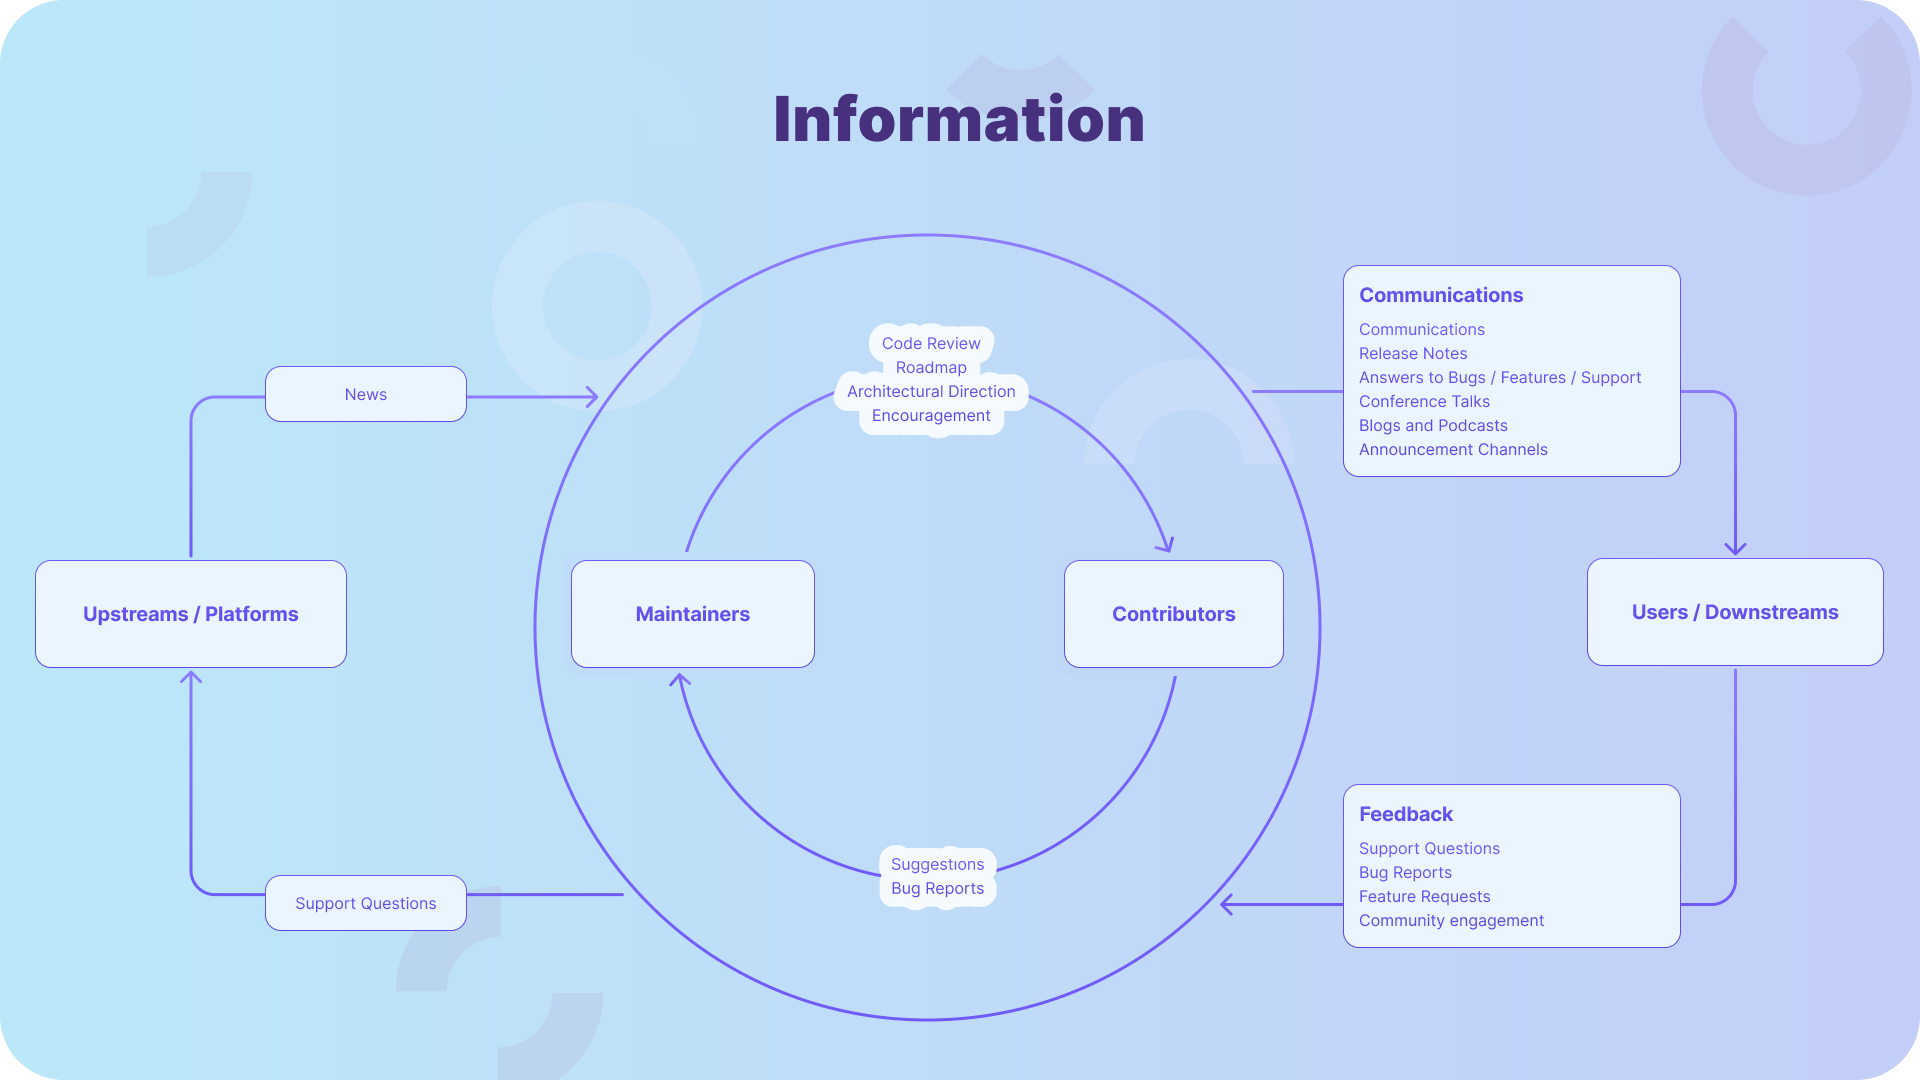 Information
Code Review
Roadmap
Architectural Direction
Encouragement
News
Communications
Communications
Release Notes
Answers to Bugs / Features / Support
Conference Talks
Blogs and Podcasts
Announcement Channels
Upstreams / Platforms
Maintainers
Contributors
Users / Downstreams
Support Questions
Suggestions
Bug Reports
Feedback
Support Questions
Bug Reports
Feature Requests
Community engagement